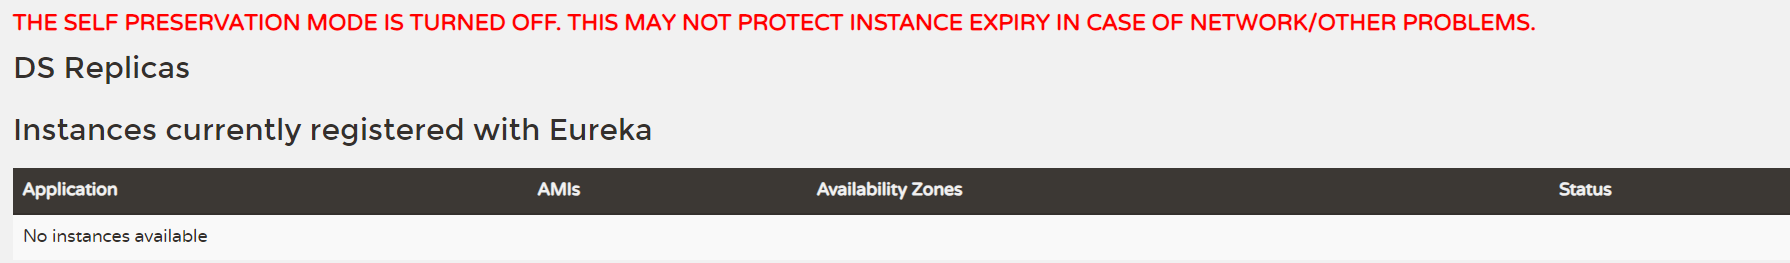 THE SELF PRESERVATION MODE IS TURNED OFF. THIS MAY NOT PROTECT INSTANCE EXPIRY IN CASE OF NETWORK/OTHER PROBLEMS.
DS Replicas
Instances currently registered with Eureka
Application AMIs Availability Zones Status
No instances available